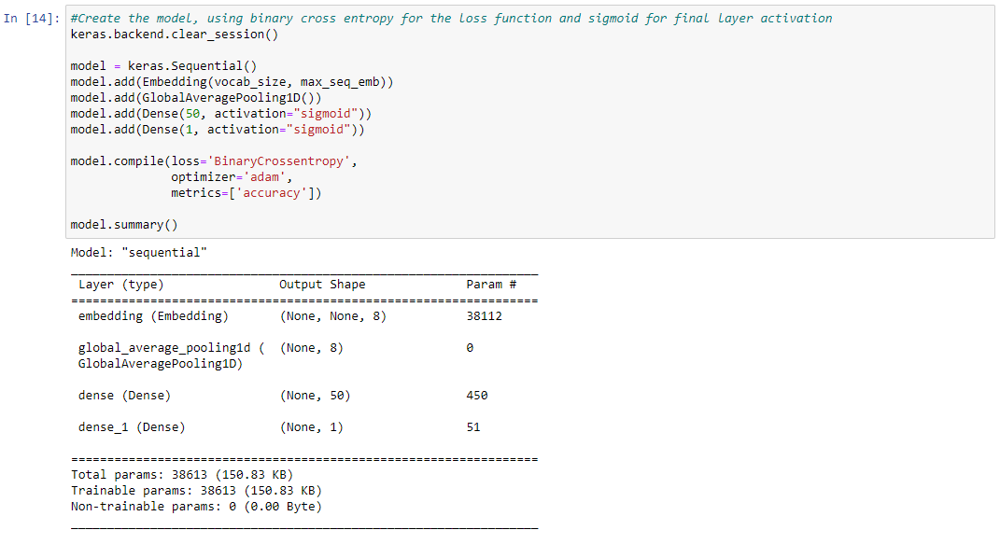 In [14]: #Create the model, using binary cross entropy for the loss function and sigmoid for final layer activation
keras.backend.clear_session()
model = keras.Sequential()
model.add(Embedding(vocab_size, max_seq_emb))
model.add(GlobalAveragePooling1D())
model.add(Dense(50, activation="sigmoid"))
model.add(Dense(1, activation="sigmoid"))
model.compile(loss='BinaryCrossentropy',
optimizer='adam',
metrics=['accuracy'])
model.summary()
Model: "sequential"
Layer (type) Output Shape Param #
=================================================================
embedding (Embedding) (None, None, 8) 38112
global_average_pooling1d ( (None, 8) 0
GlobalAveragePooling1D)
dense (Dense) (None, 50) 450
dense_1 (Dense) (None, 1) 51
=================================================================
Total params: 38613 (150.83 KB)
Trainable params: 38613 (150.83 KB)
Non-trainable params: 0 (0.00 Byte)